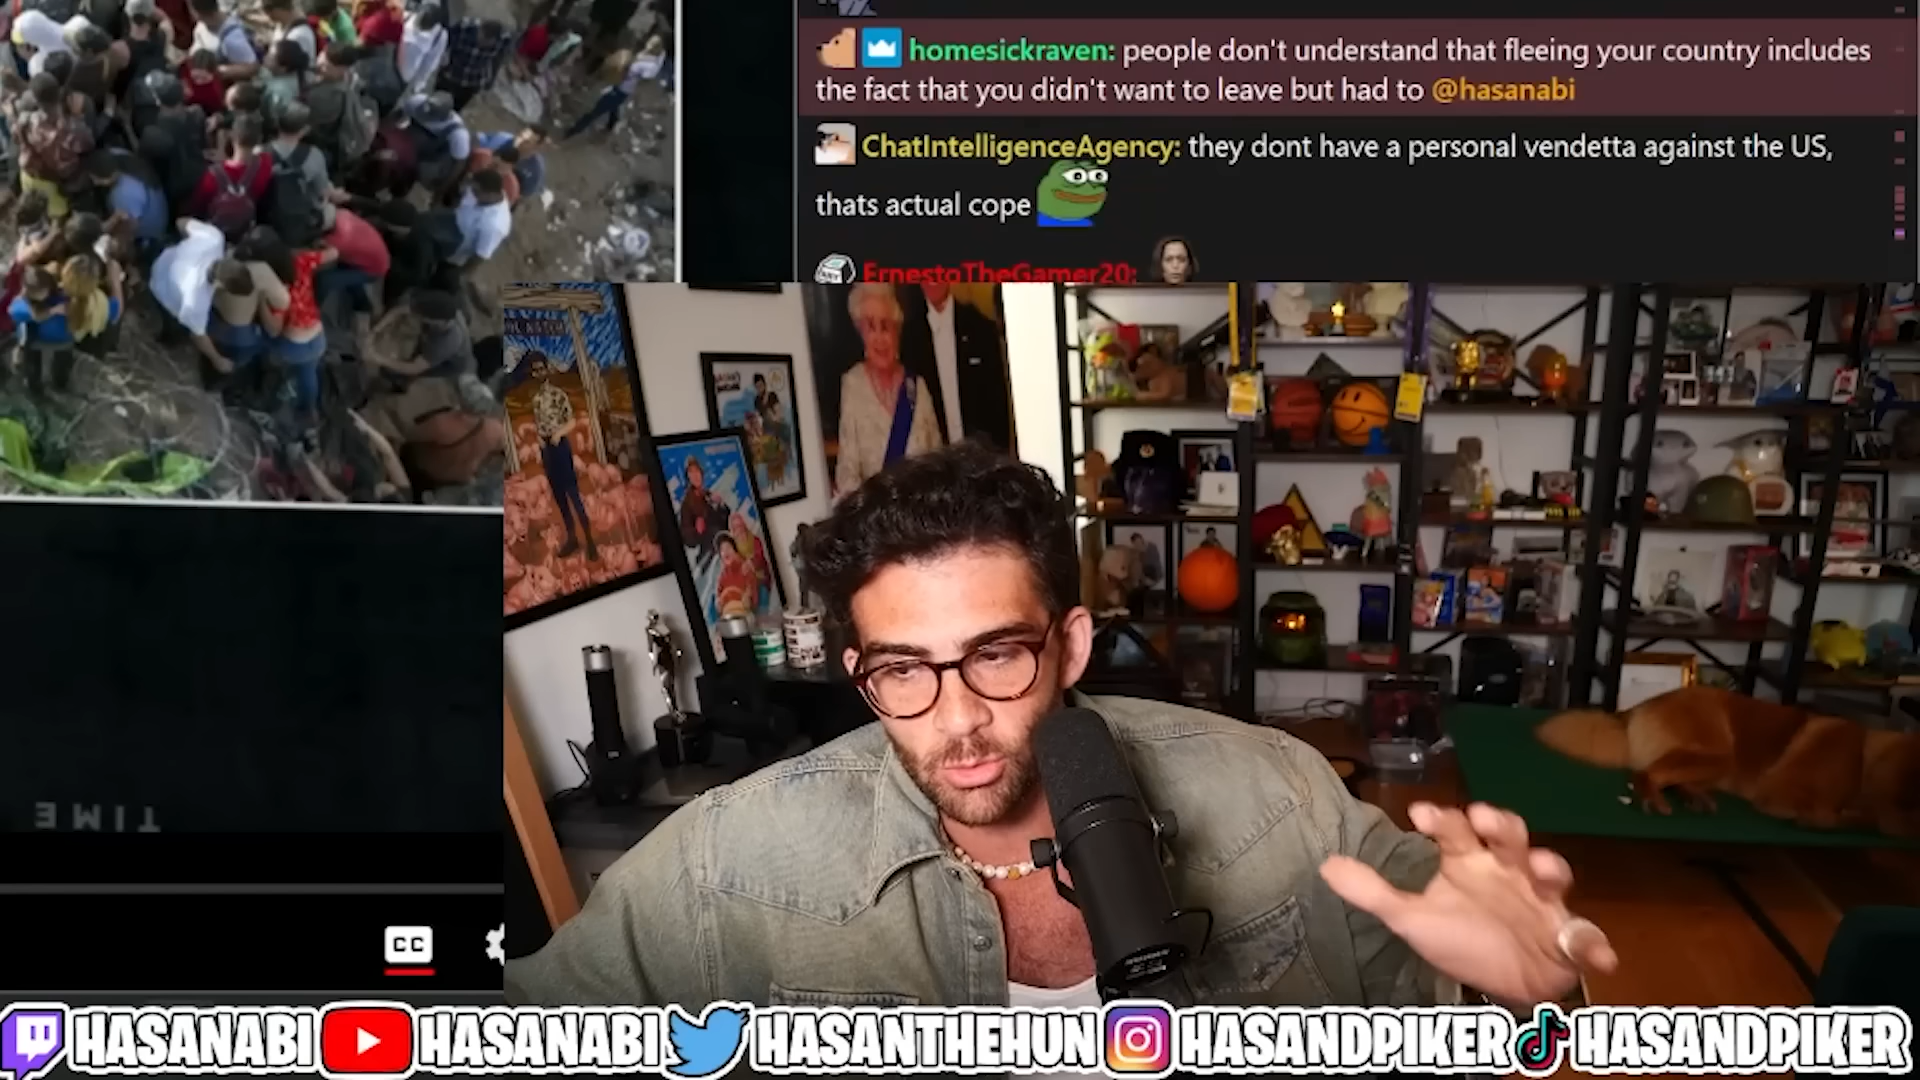 homesickraven: people don't understand that fleeing your country includes
the fact that you didn't want to leave but had to @hasanabi
ChatIntelligenceAgency: they dont have a personal vendetta against the US,
thats actual cope
ErnestoTheGamer20:
TIME
CC
HASANABI HASANABI HASANTHEHUN HASANDPIKER HASANDPIKER